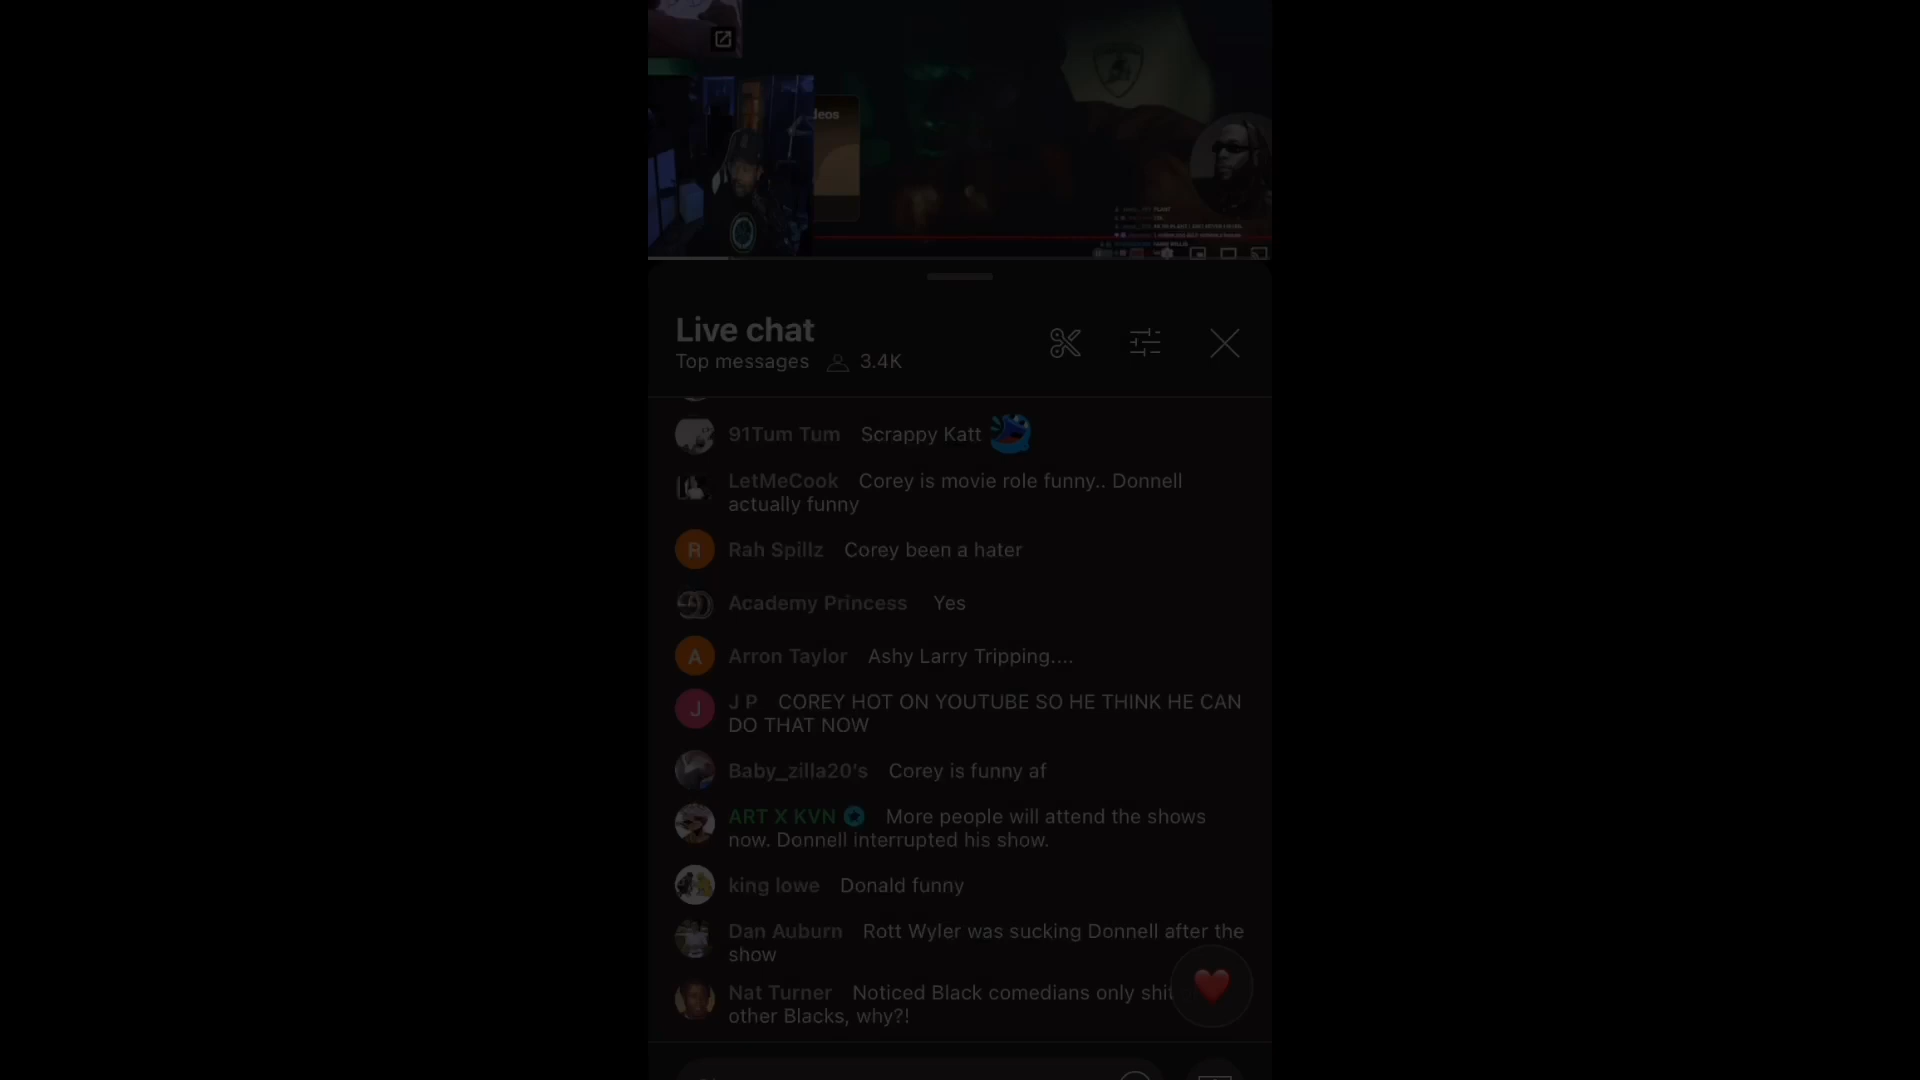 deos
Live chat
Top messages 3.4K
91Tum Tum Scrappy Katt
LetMeCook Corey is movie role funny.. Donnell
actually funny
R Rah Spillz Corey been a hater
Academy Princess Yes
A Arron Taylor Ashy Larry Tripping....
J J P COREY HOT ON YOUTUBE SO HE THINK HE CAN
DO THAT NOW
Baby_zilla20's Corey is funny af
ART X KVN More people will attend the shows
now. Donnell interrupted his show.
king lowe Donald funny
Dan Auburn Rott Wyler was sucking Donnell after the
show
Nat Turner Noticed Black comedians only shit
other Blacks, why?!